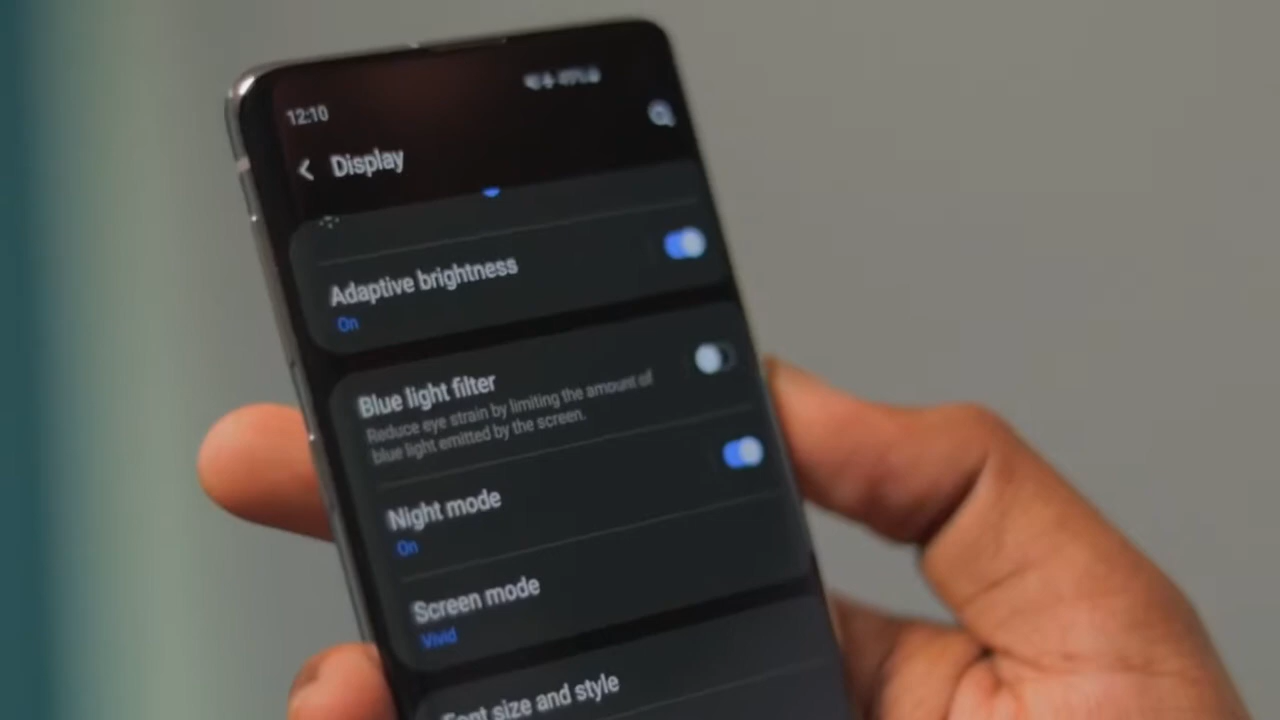 12:10
Display
Adaptive brightness
On
Blue light filter
Reduce eye strain by limiting the amount of
blue light emitted by the screen.
Night mode
On
Screen mode
Vivid
Font size and style